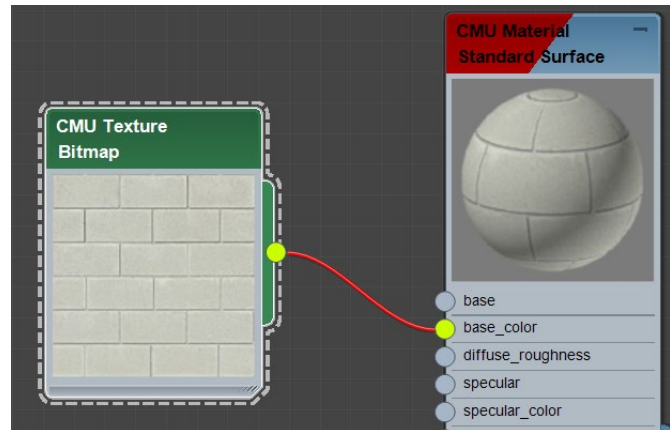 CMU Texture
Bitmap
CMU Material
Standard Surface
base
base_color
diffuse_roughness
specular
specular_color